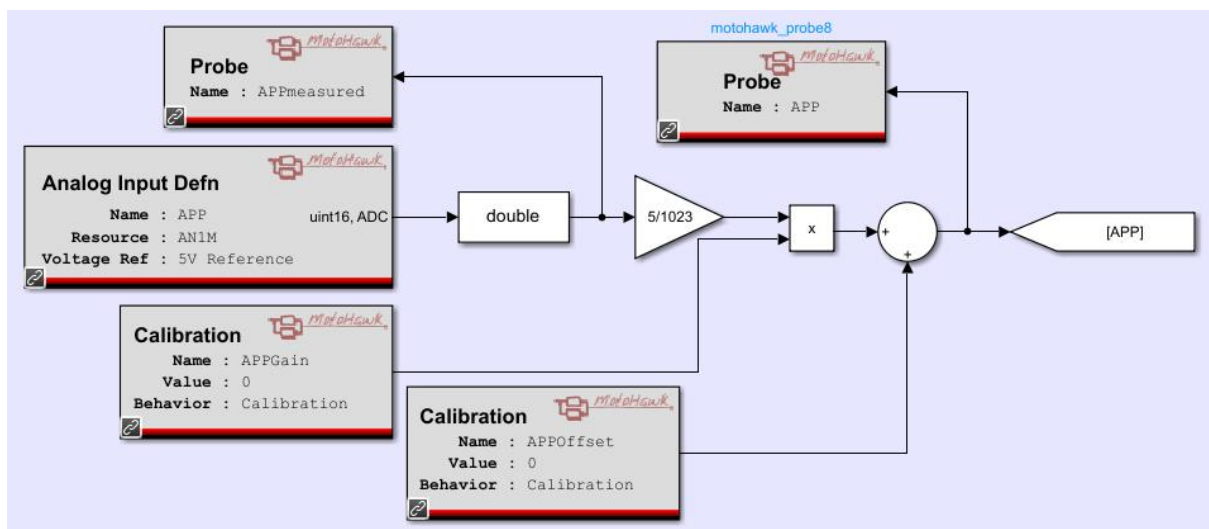 motohawk_probe8
MotoHawk
Probe
Name : APPmeasured
MotoHawk
Probe
Name : APP
MotoHawk
Analog Input Defn
Name : APP
Resource : AN1M
Voltage Ref : 5V Reference
uint16, ADC
double
5/1023
x
+
+
[APP]
MotoHawk
Calibration
Name : APPGain
Value : 0
Behavior : Calibration
MotoHawk
Calibration
Name : APPOffset
Value : 0
Behavior : Calibration